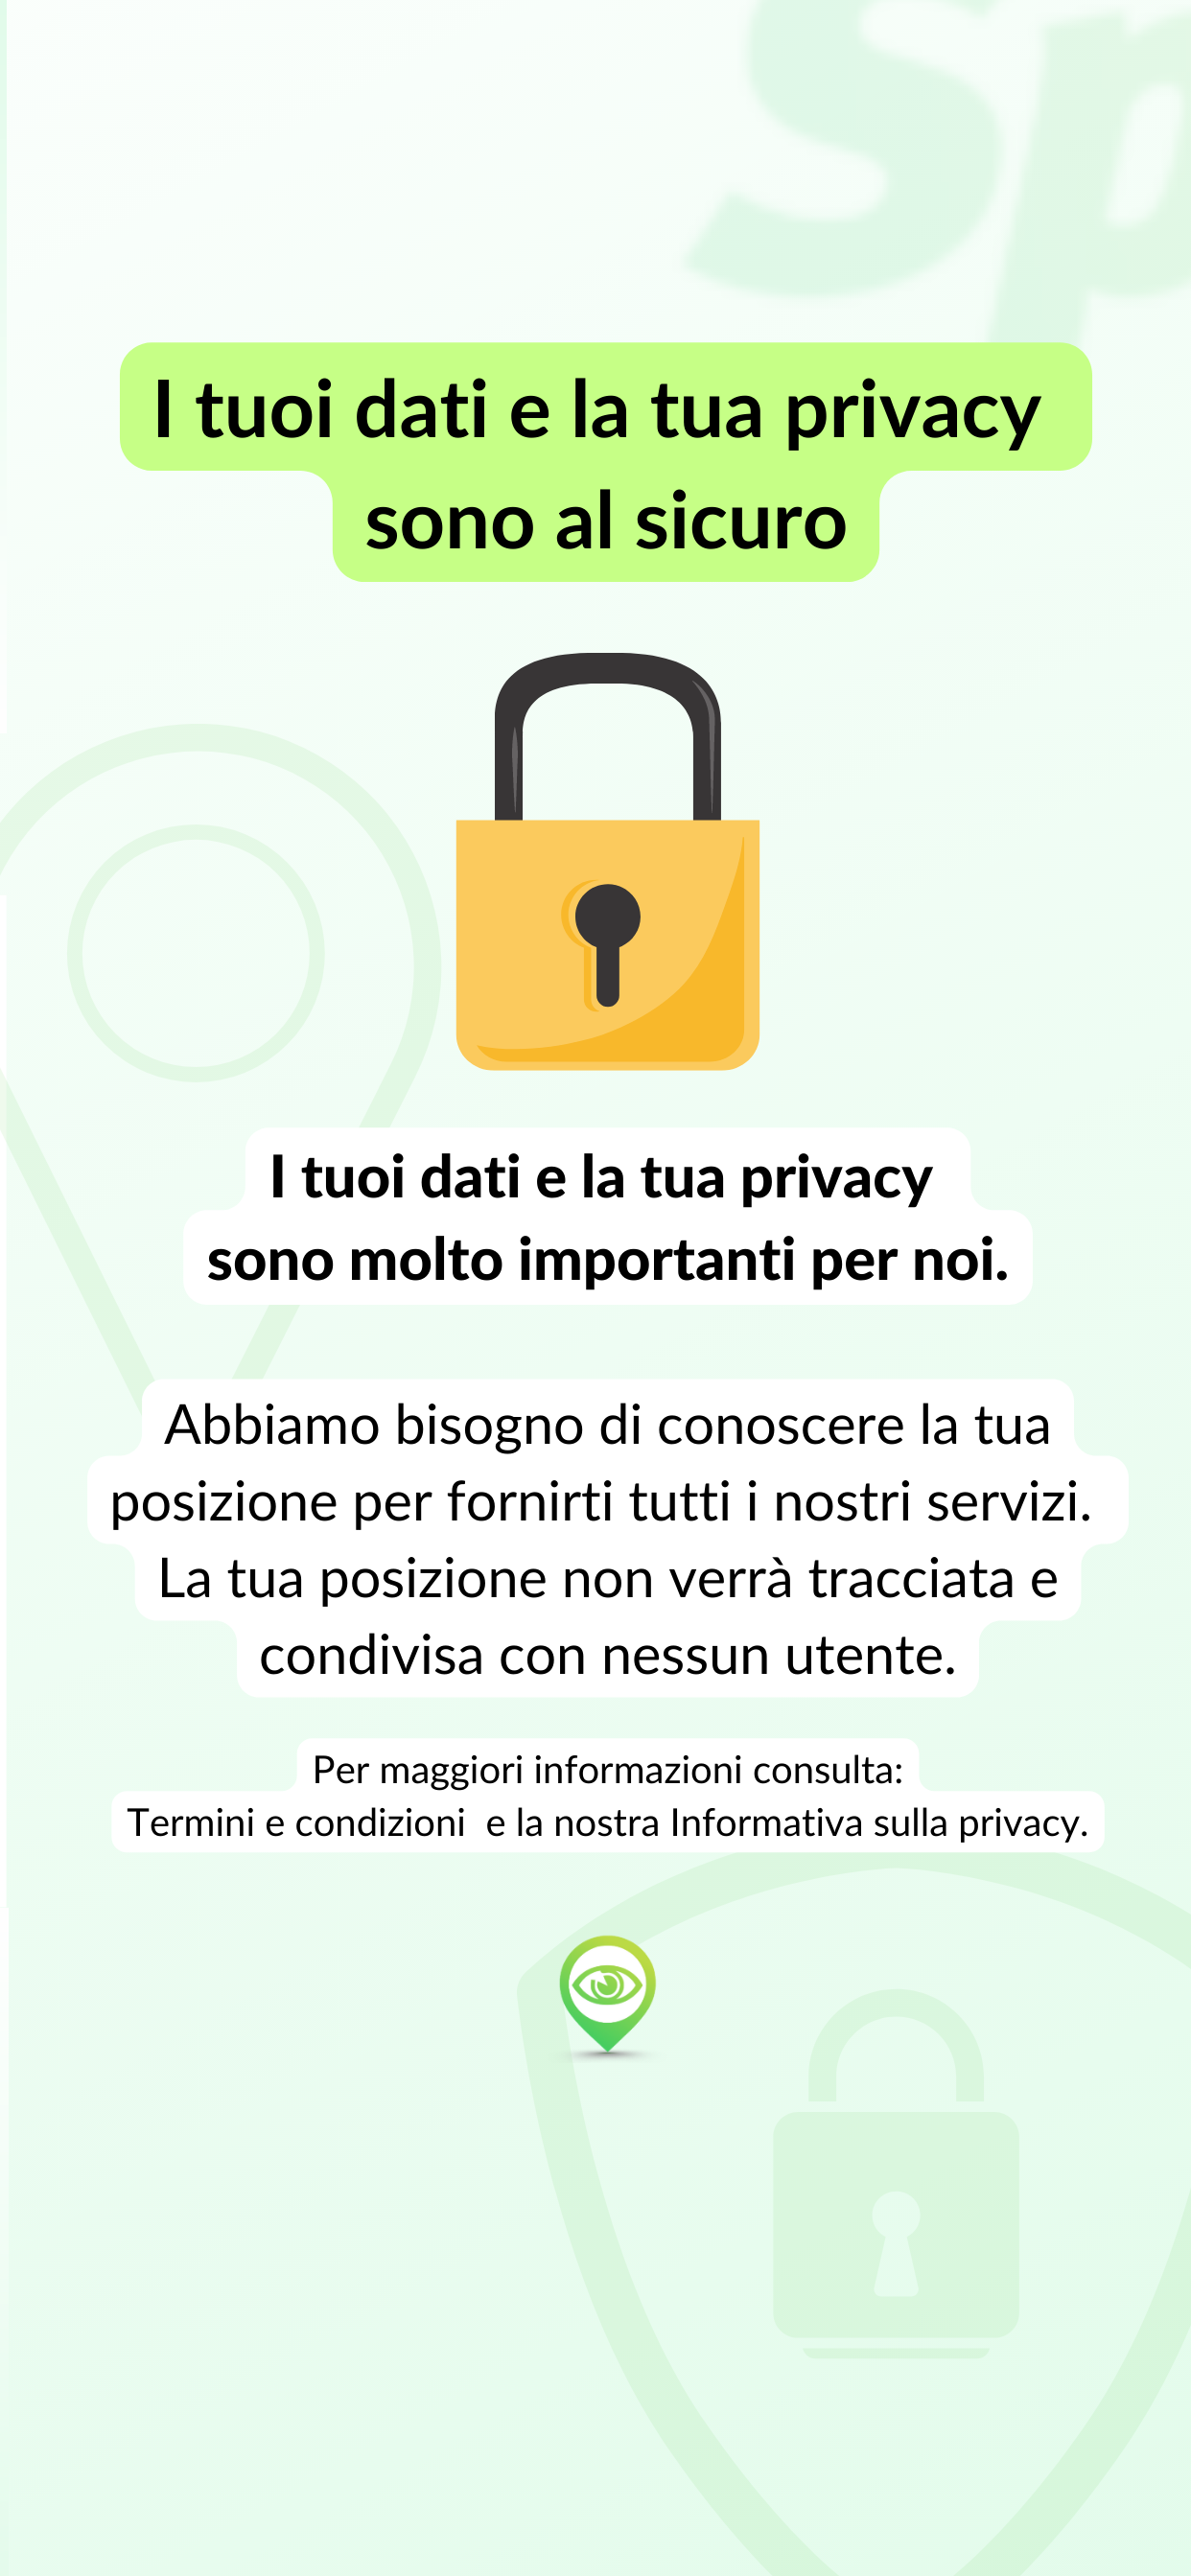 Sp
I tuoi dati e la tua privacy
sono al sicuro
I tuoi dati e la tua privacy
sono molto importanti per noi.
Abbiamo bisogno di conoscere la tua
posizione per fornirti tutti i nostri servizi.
La tua posizione non verrà tracciata e
condivisa con nessun utente.
Per maggiori informazioni consulta:
Termini e condizioni  e la nostra Informativa sulla privacy.